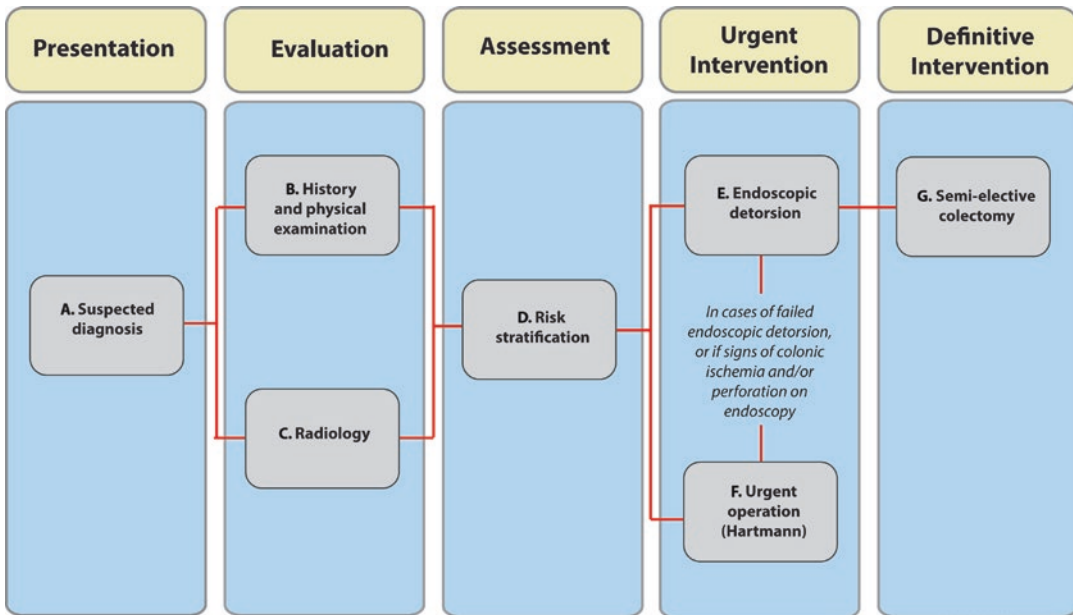 Presentation
Evaluation
Assessment
Urgent
Intervention
Definitive
Intervention
A. Suspected
diagnosis
B. History
and physical
examination
C. Radiology
D. Risk
stratification
E. Endoscopic
detorsion
In cases of failed
endoscopic detorsion,
or if signs of colonic
ischemia and/or
perforation on
endoscopy
F. Urgent
operation
(Hartmann)
G. Semi-elective
colectomy